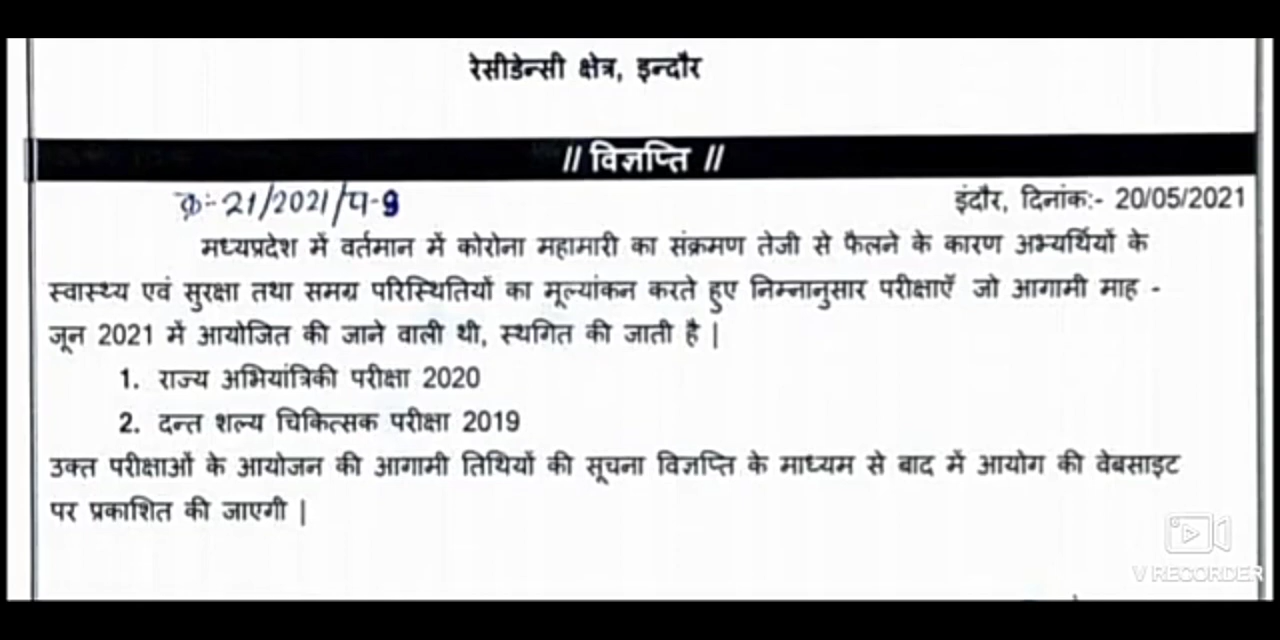 रेसीडेन्सी क्षेत्र, इन्दौर
// विज्ञप्ति //
क्र:- 21/2021/प-9
इंदौर, दिनांक:- 20/05/2021
मध्यप्रदेश में वर्तमान में कोरोना महामारी का संक्रमण तेजी से फैलने के कारण अभ्यर्थियों के
स्वास्थ्य एवं सुरक्षा तथा समग्र परिस्थितियों का मूल्यांकन करते हुए निम्नानुसार परीक्षाएँ जो आगामी माह -
जून 2021 में आयोजित की जाने वाली थी, स्थगित की जाती है |
1. राज्य अभियांत्रिकी परीक्षा 2020
2. दन्त शल्य चिकित्सक परीक्षा 2019
उक्त परीक्षाओं के आयोजन की आगामी तिथियों की सूचना विज्ञप्ति के माध्यम से बाद में आयोग की वेबसाइट
पर प्रकाशित की जाएगी |
V RECORDER